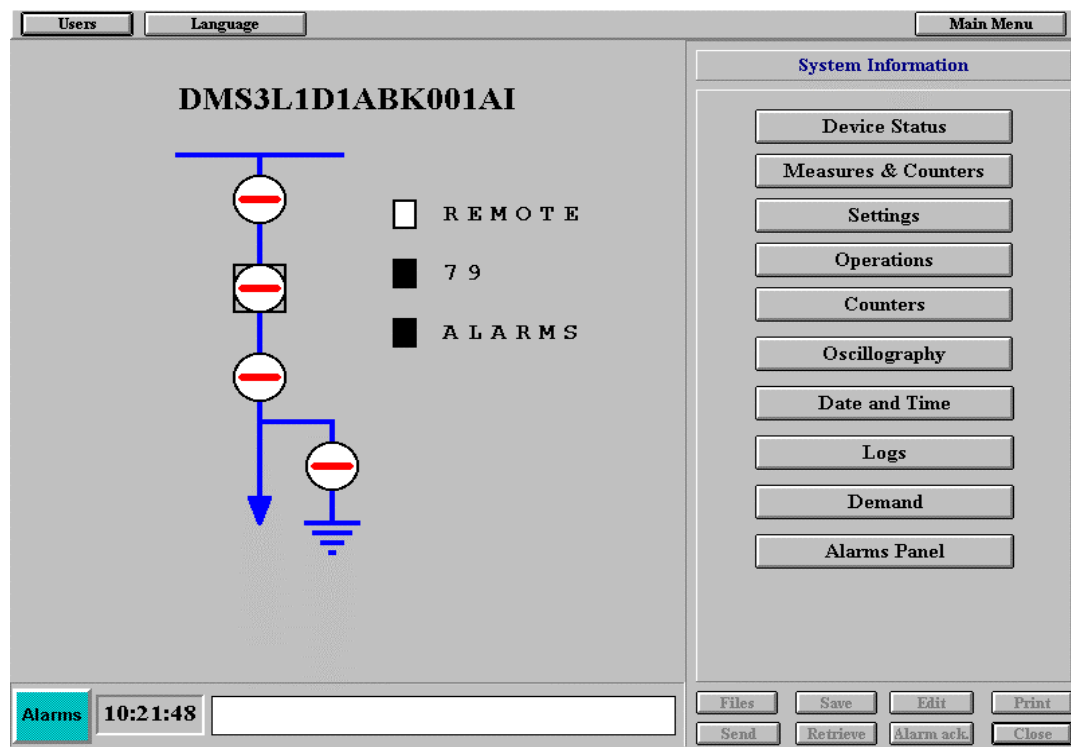 Users
Language
Main Menu
DMS3L1D1ABK001AI
REMOTE
79
ALARMS
System Information
Device Status
Measures & Counters
Settings
Operations
Counters
Oscillography
Date and Time
Logs
Demand
Alarms Panel
Alarms
10:21:48
Files
Save
Edit
Print
Send
Retrieve
Alarm ack.
Close